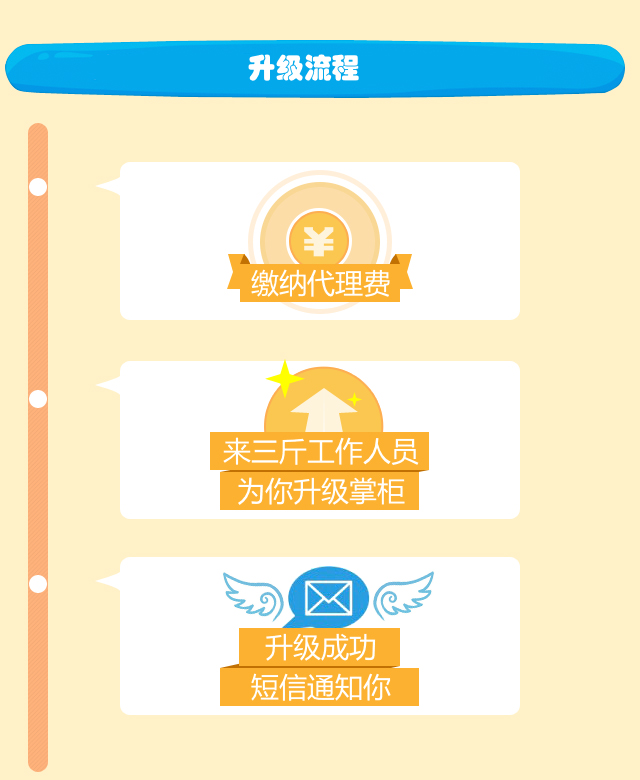 升级流程
缴纳代理费
来三斤工作人员
为你升级掌柜
升级成功
短信通知你